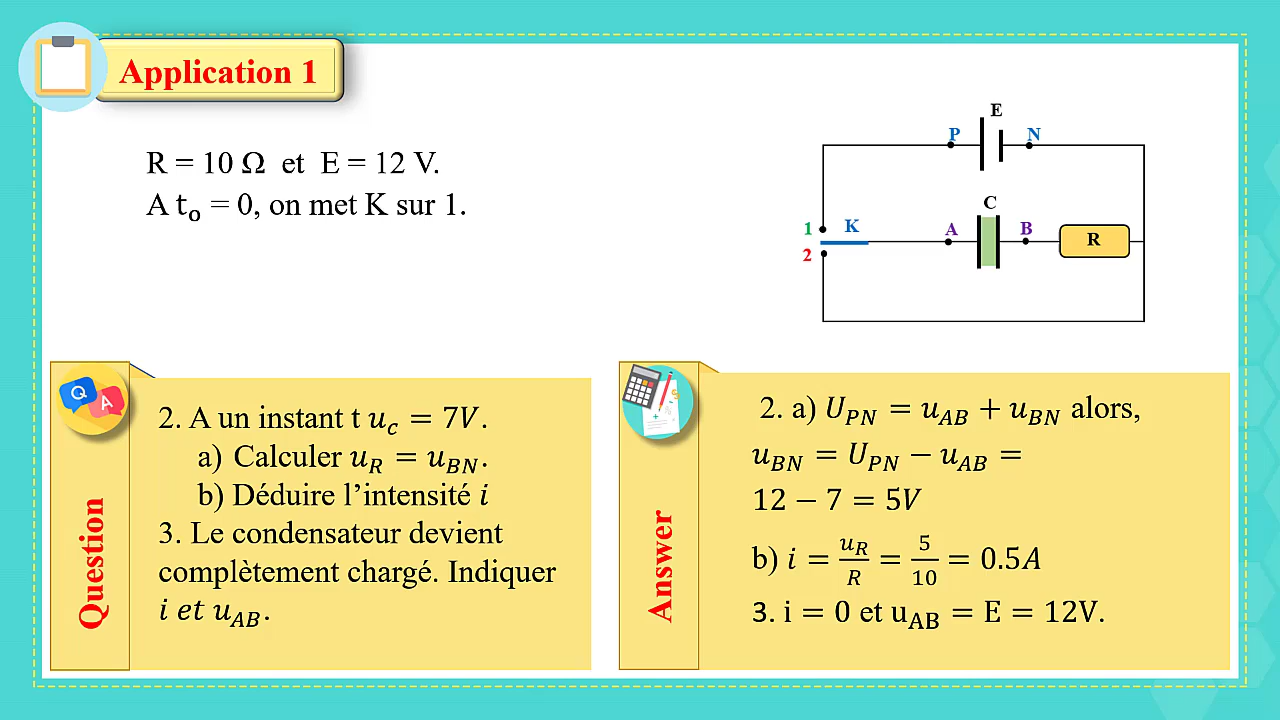 Application 1
R = 10 Ω et E = 12 V.
A t₀ = 0, on met K sur 1.
E
P
N
C
1
K
A
B
R
2
Question
2. A un instant t u_c = 7V.
a) Calculer u_R = u_BN.
b) Déduire l’intensité i
3. Le condensateur devient
complètement chargé. Indiquer
i et u_AB.
Q
A
Answer
2. a) U_PN = u_AB + u_BN alors,
u_BN = U_PN − u_AB =
12 − 7 = 5V
b) i = u_R/R = 5/10 = 0.5A
3. i = 0 et u_AB = E = 12V.